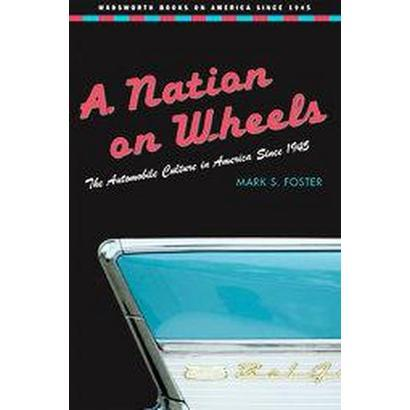 WADSWORTH BOOKS ON AMERICA SINCE 1945
A Nation
on Wheels
The Automobile Culture in America Since 1945
MARK S. FOSTER